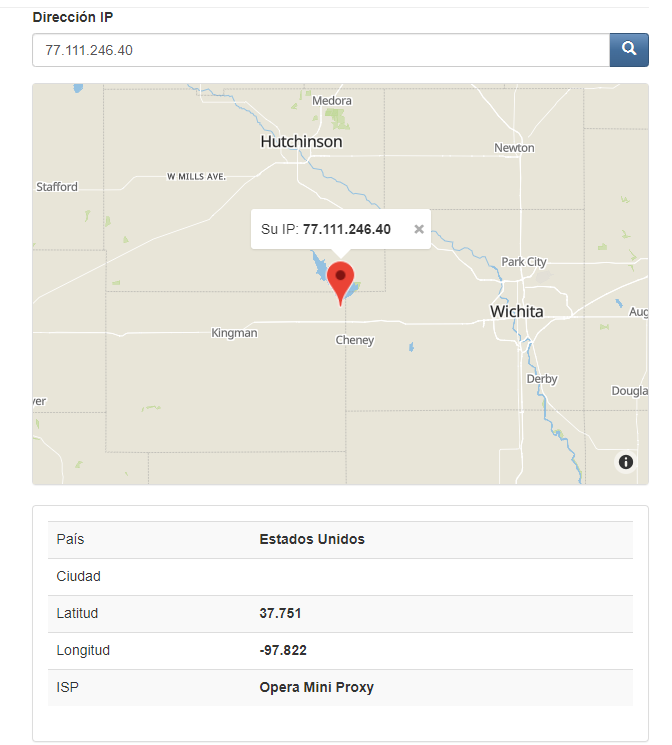 Dirección IP
77.111.246.40
Medora
Hutchinson
Newton
W MILLS AVE.
Stafford
Su IP: 77.111.246.40 ×
Park City
Wichita
Aug
Kingman
Cheney
Derby
Dougla
ver
País Estados Unidos
Ciudad
Latitud 37.751
Longitud -97.822
ISP Opera Mini Proxy